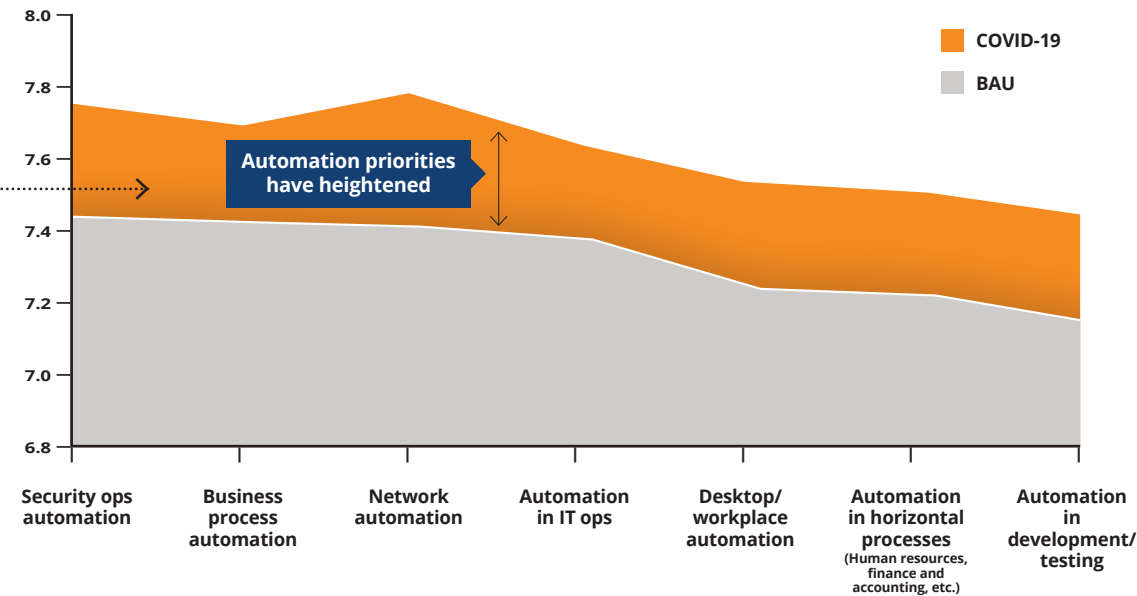 8.0
7.8
7.6
7.4
7.2
7.0
6.8
COVID-19
BAU
Automation priorities
have heightened
Security ops
automation
Business
process
automation
Network
automation
Automation
in IT ops
Desktop/
workplace
automation
Automation
in horizontal
processes
(Human resources,
finance and
accounting, etc.)
Automation
in
development/
testing